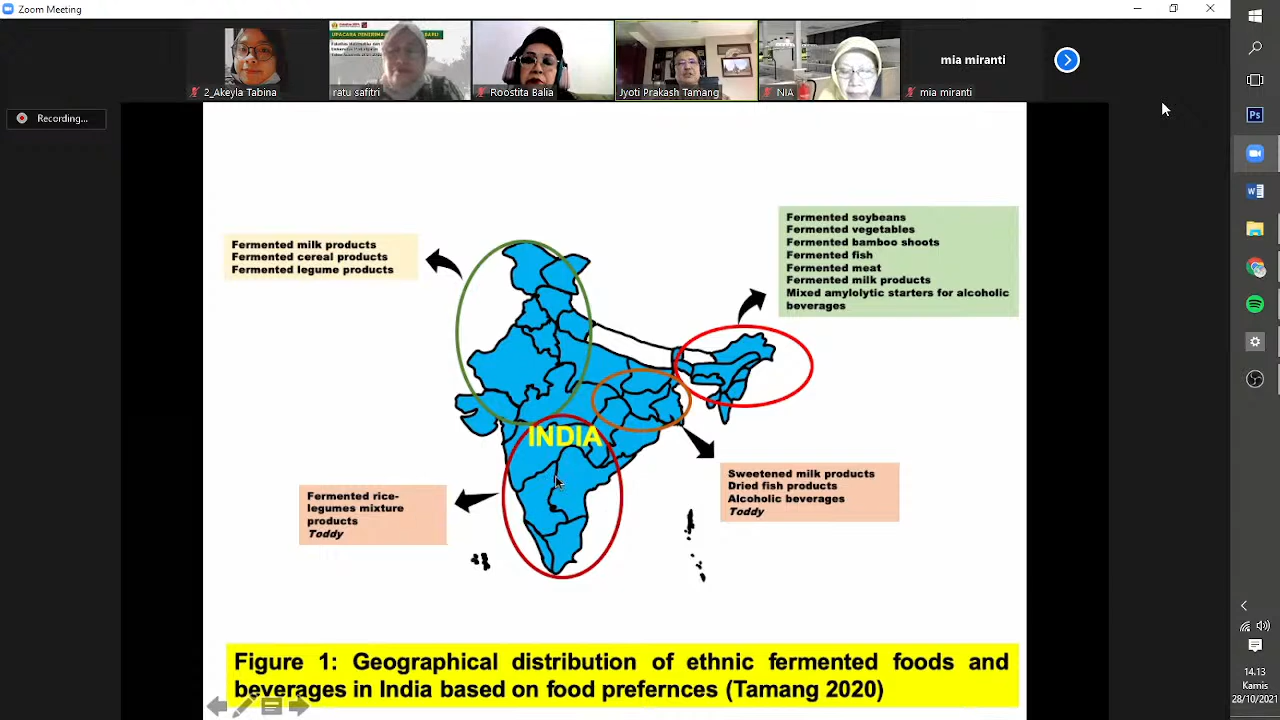 Zoom Meeting
UPACARA PENERIMAAN
2_Akeyla Tabina
ratu safitri
Roostita Balia
Jyoti Prakash Tamang
NIA
mia miranti
mia miranti
Recording...
Fermented milk products
Fermented cereal products
Fermented legume products
Fermented soybeans
Fermented vegetables
Fermented bamboo shoots
Fermented fish
Fermented meat
Fermented milk products
Mixed amylolytic starters for alcoholic
beverages
INDIA
Fermented rice-
legumes mixture
products
Toddy
Sweetened milk products
Dried fish products
Alcoholic beverages
Toddy
Figure 1: Geographical distribution of ethnic fermented foods and
beverages in India based on food prefernces (Tamang 2020)
14.13
Kamis
28/10/2021